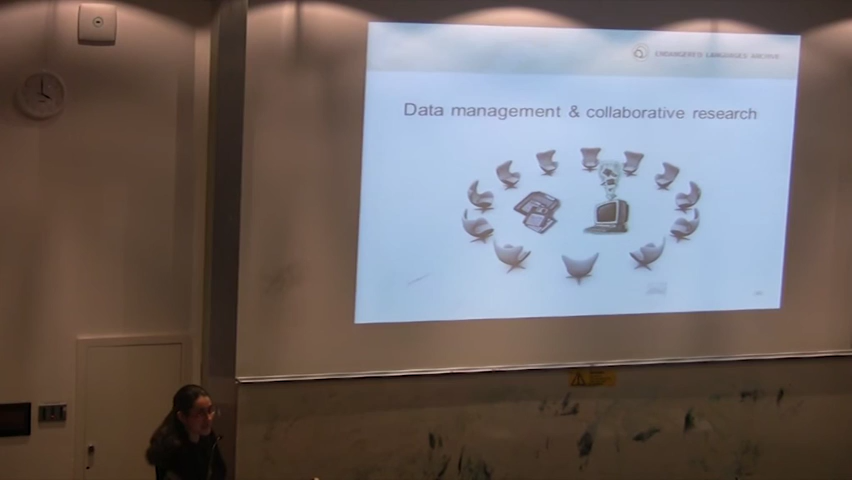 ENDANGERED LANGUAGES ARCHIVE
Data management & collaborative research